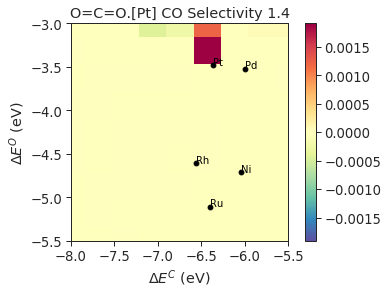 O=C=O.[Pt] CO Selectivity 1.4
−3.0
−3.5
−4.0
−4.5
−5.0
−5.5
ΔE^O (eV)
Pt
Pd
Rh
Ni
Ru
−8.0 −7.5 −7.0 −6.5 −6.0 −5.5
ΔE^C (eV)
0.0015
0.0010
0.0005
0.0000
−0.0005
−0.0010
−0.0015